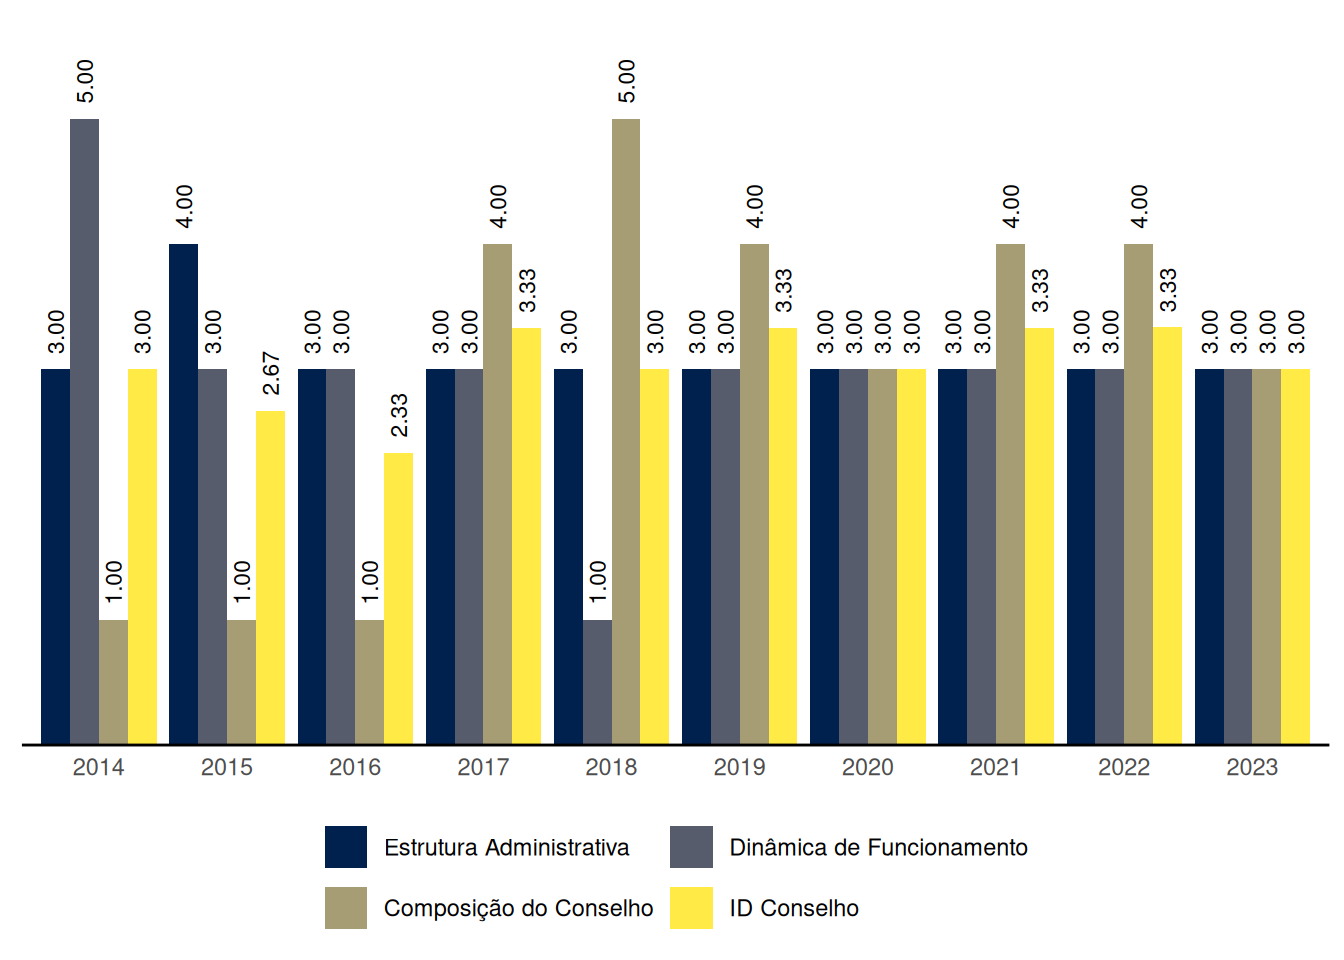 3.00 5.00 1.00 3.00 4.00 3.00 1.00 2.67 3.00 3.00 1.00 2.33 3.00 3.00 4.00 3.33 3.00 1.00 5.00 3.00 3.00 3.00 4.00 3.33 3.00 3.00 3.00 3.00 3.00 3.00 4.00 3.33 3.00 3.00 4.00 3.33 3.00 3.00 3.00 3.00
2014 2015 2016 2017 2018 2019 2020 2021 2022 2023
Estrutura Administrativa Dinâmica de Funcionamento
Composição do Conselho ID Conselho